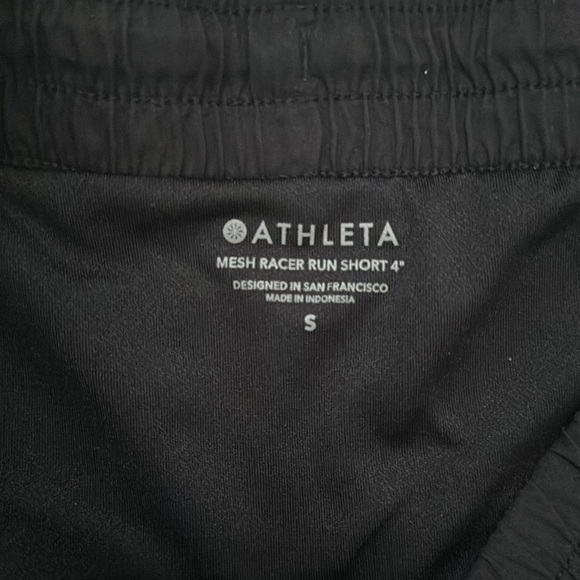 ATHLETA
MESH RACER RUN SHORT 4"
DESIGNED IN SAN FRANCISCO
MADE IN INDONESIA
S